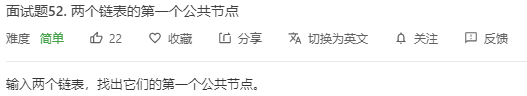 面试题52. 两个链表的第一个公共节点
难度 简单 22 收藏 分享 切换为英文 关注 反馈
输入两个链表，找出它们的第一个公共节点。